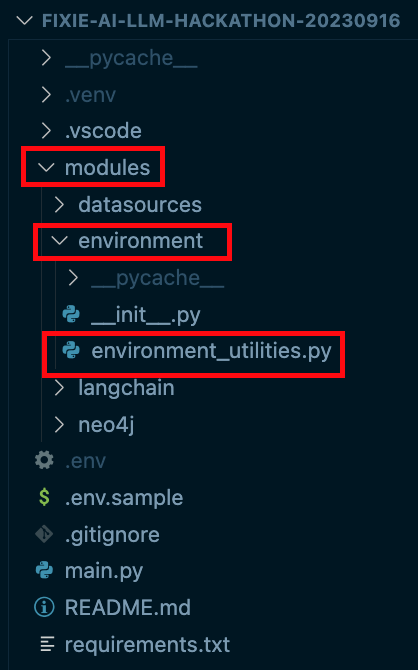 FIXIE-AI-LLM-HACKATHON-20230916
__pycache__
.venv
.vscode
modules
datasources
environment
__pycache__
__init__.py
environment_utilities.py
langchain
neo4j
.env
$ .env.sample
.gitignore
main.py
README.md
requirements.txt